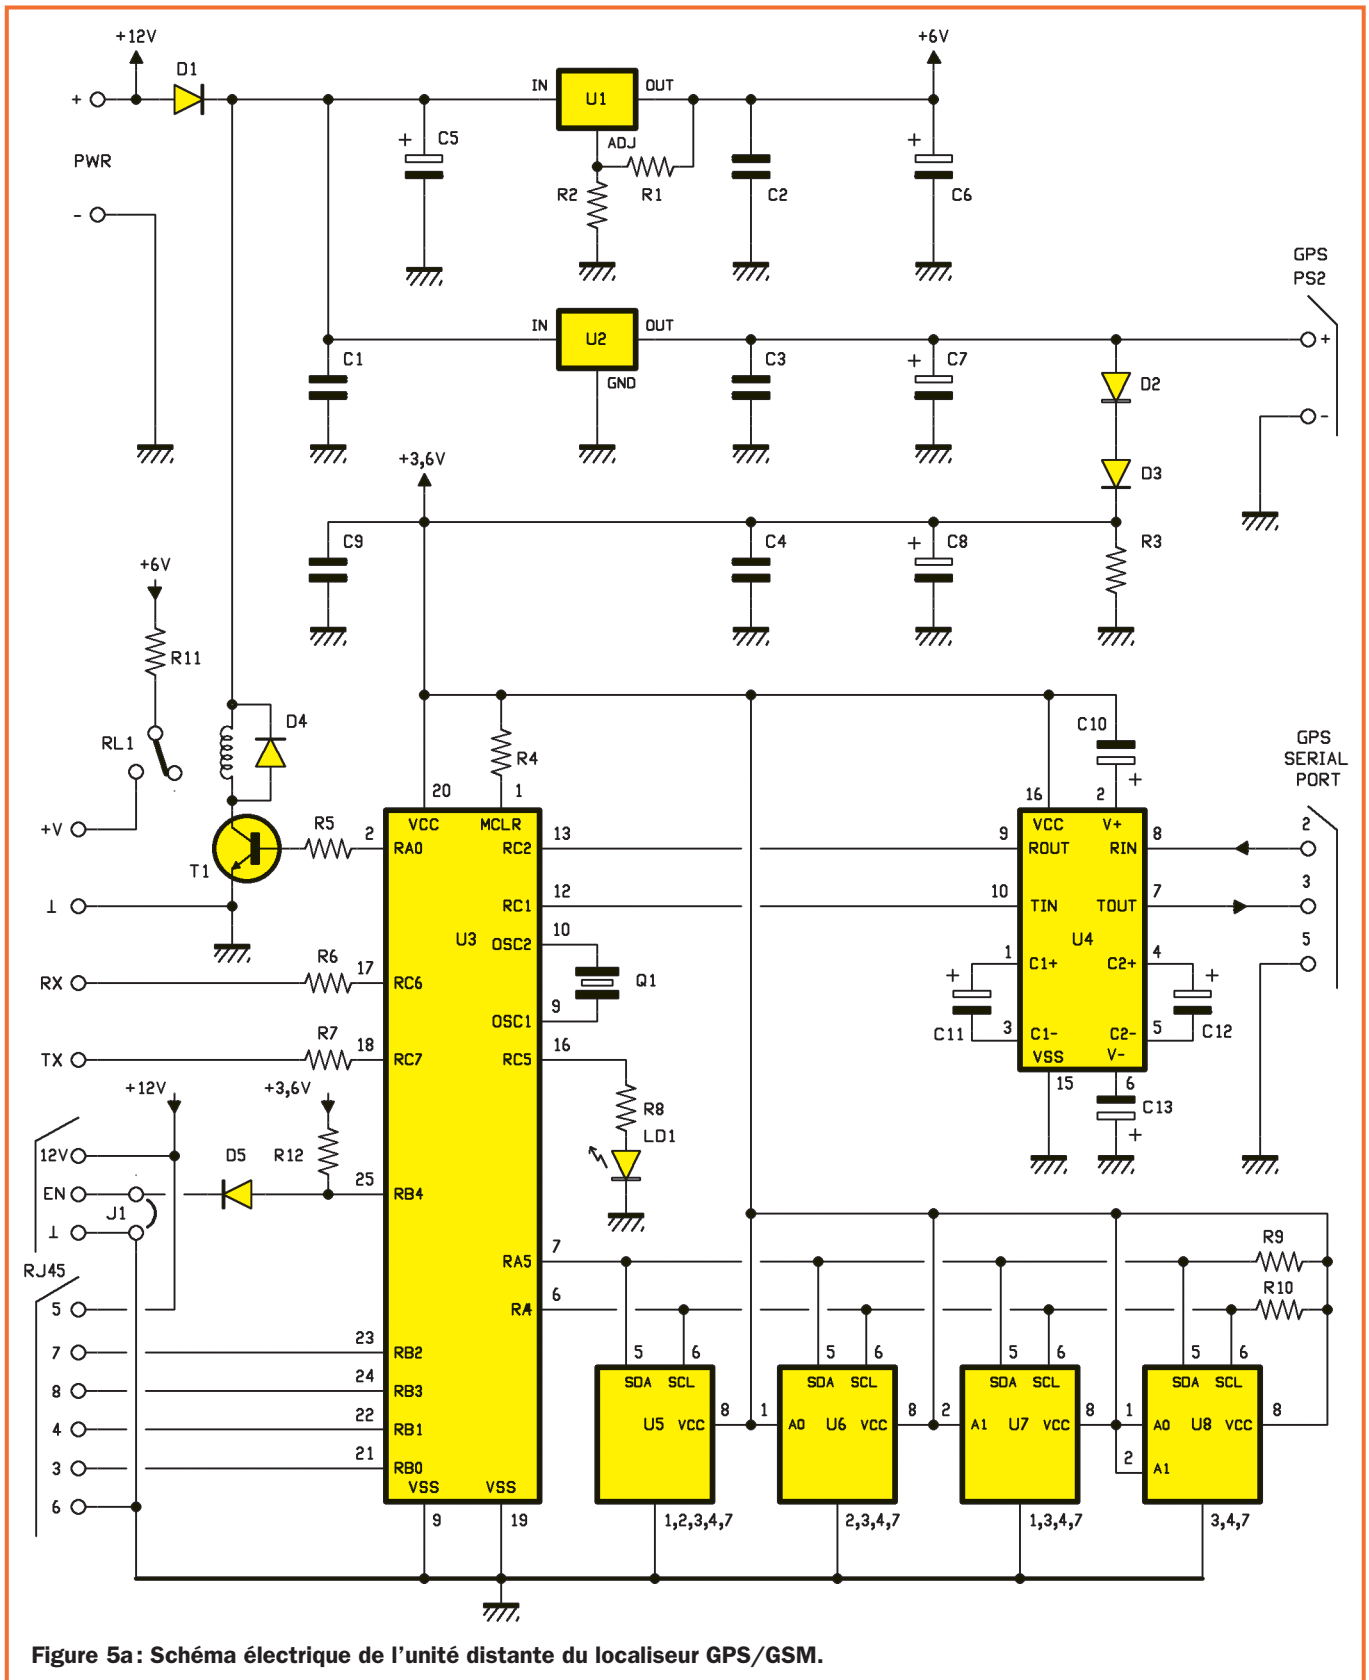 +12V
D1
+
PWR
-
IN
U1
OUT
ADJ
+
C5
R2
R1
C2
+6V
+
C6
GPS
PS2
IN
U2
OUT
GND
C1
C3
+
C7
D2
+
-
D3
+3,6V
C9
C4
+
C8
R3
+6V
R11
RL1
D4
+V
T1
R5
2
⊥
RX
R6
17
TX
R7
18
20
1
R4
VCC
MCLR
RA0
RC2
13
RC1
12
U3
OSC2
10
Q1
OSC1
9
RC6
RC7
RC5
16
R8
LD1
C10
+
16
2
VCC
V+
9
ROUT
RIN
8
10
TIN
TOUT
7
U4
1
C1+
C2+
4
+
C11
3
C1-
C2-
5
+
C12
VSS
V-
15
6
C13
+
GPS
SERIAL
PORT
2
3
5
+12V
+3,6V
12V
EN
⊥
J1
D5
R12
25
RB4
RJ45
5
7
8
4
3
6
23
RB2
24
RB3
22
RB1
21
RB0
VSS
VSS
9
19
RA5
7
RA4
6
R9
R10
5
6
SDA
SCL
U5
VCC
8
1,2,3,4,7
5
6
SDA
SCL
1
A0
U6
VCC
8
2,3,4,7
5
6
SDA
SCL
2
A1
U7
VCC
8
1,3,4,7
5
6
SDA
SCL
1
A0
U8
VCC
8
2
A1
3,4,7
Figure 5a: Schéma électrique de l'unité distante du localiseur GPS/GSM.